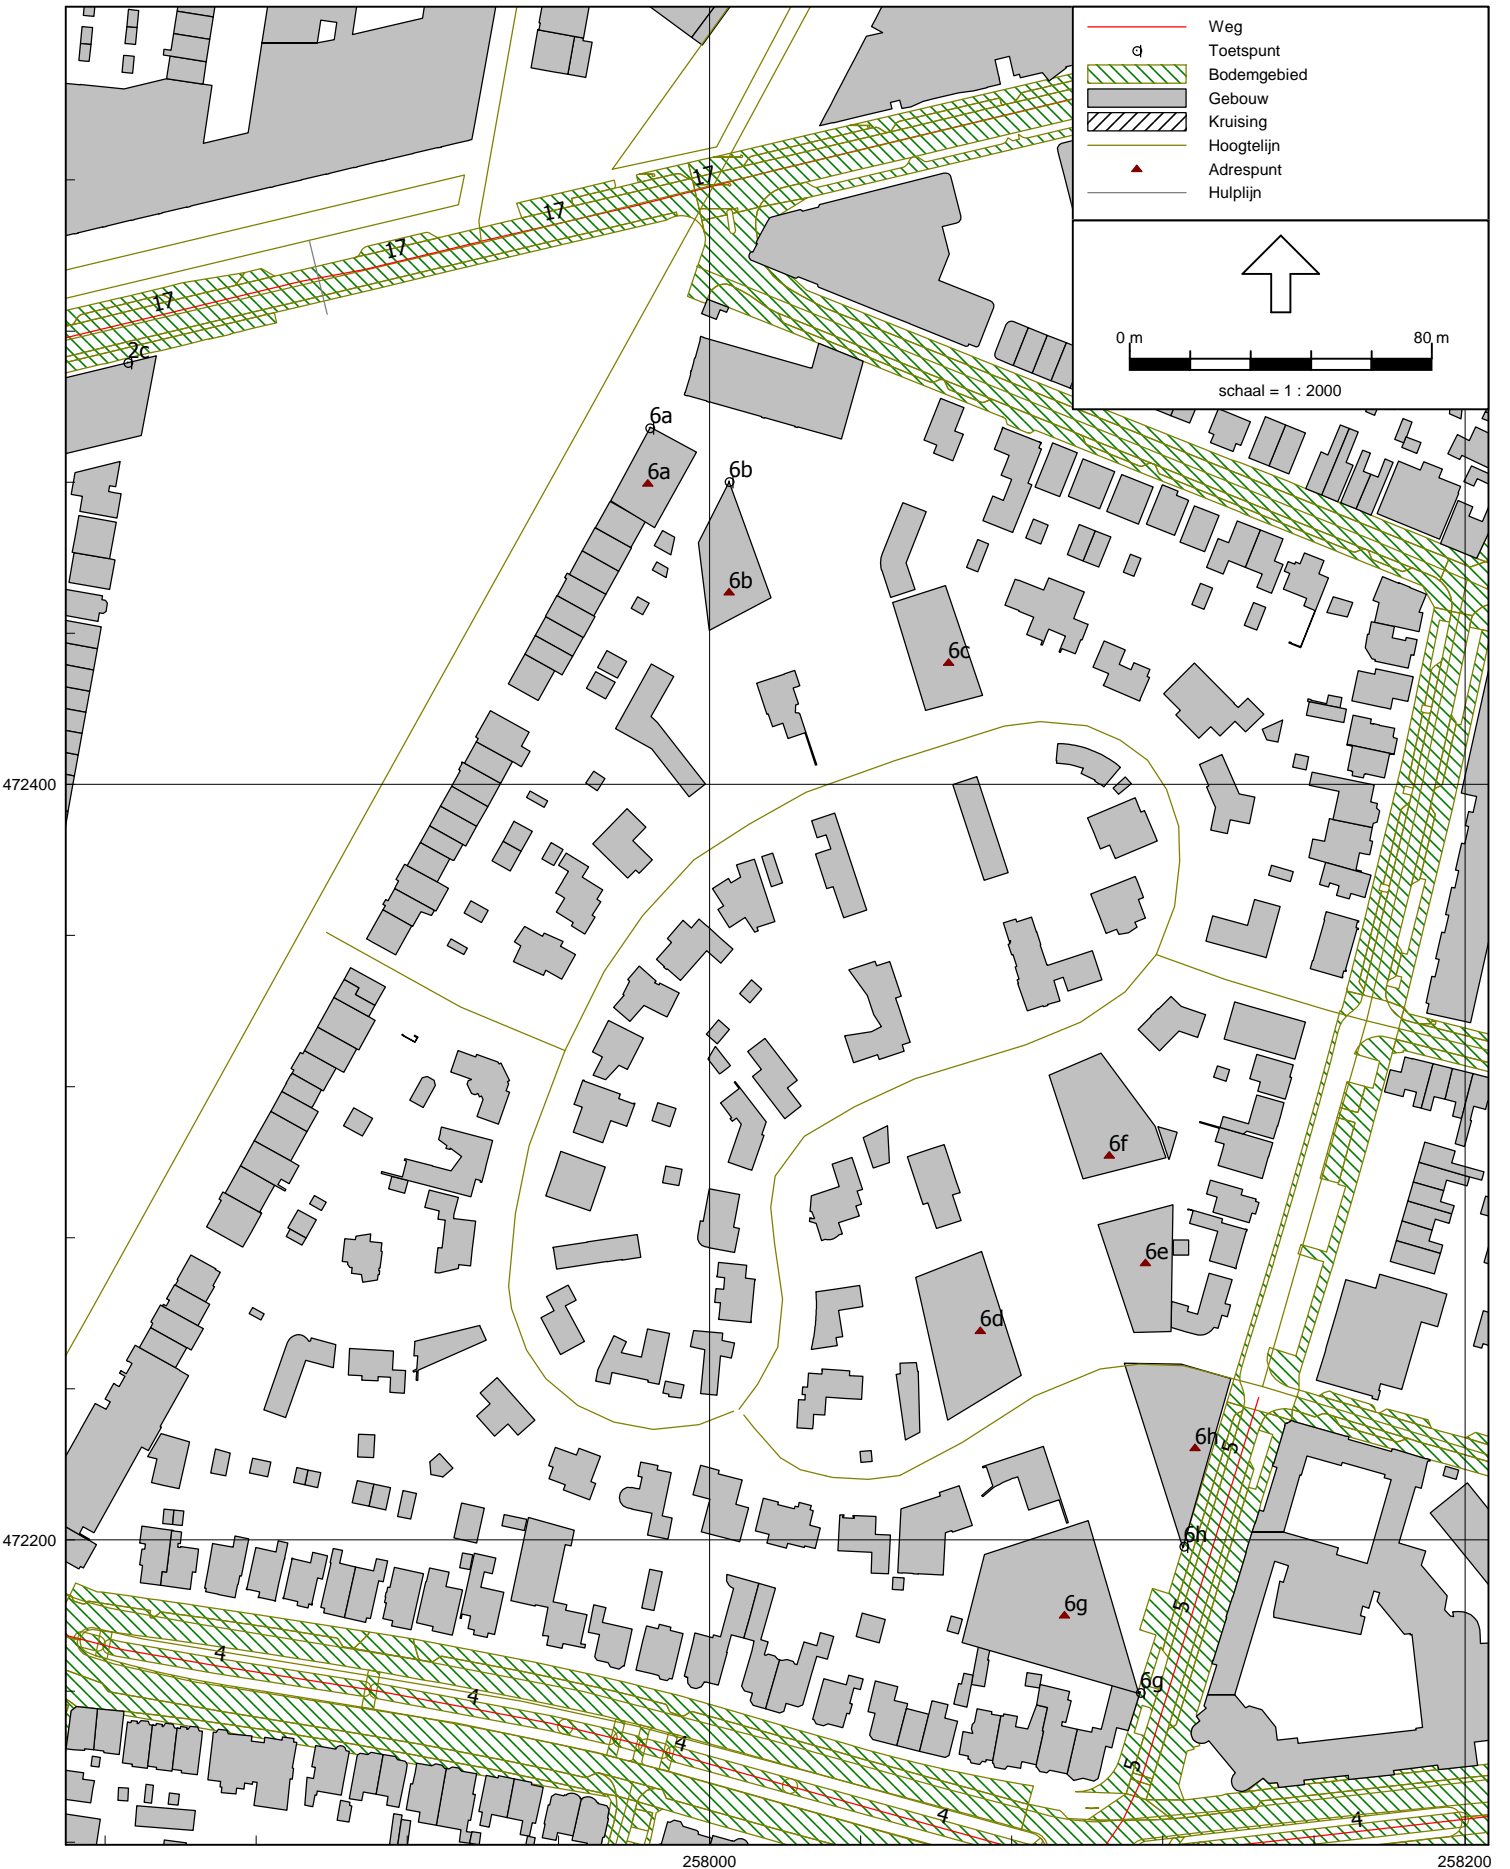 Weg
Toetspunt
Bodemgebied
Gebouw
Kruising
Hoogtelijn
Adrespunt
Hulplijn
0 m 80 m
schaal = 1 : 2000
17
17
17
17
2c
6a
6a
6b
6b
6c
472400
6f
6e
6d
6h
5
472200
6h
6g
5
6g
4
4
4
5
4
4
258000
258200